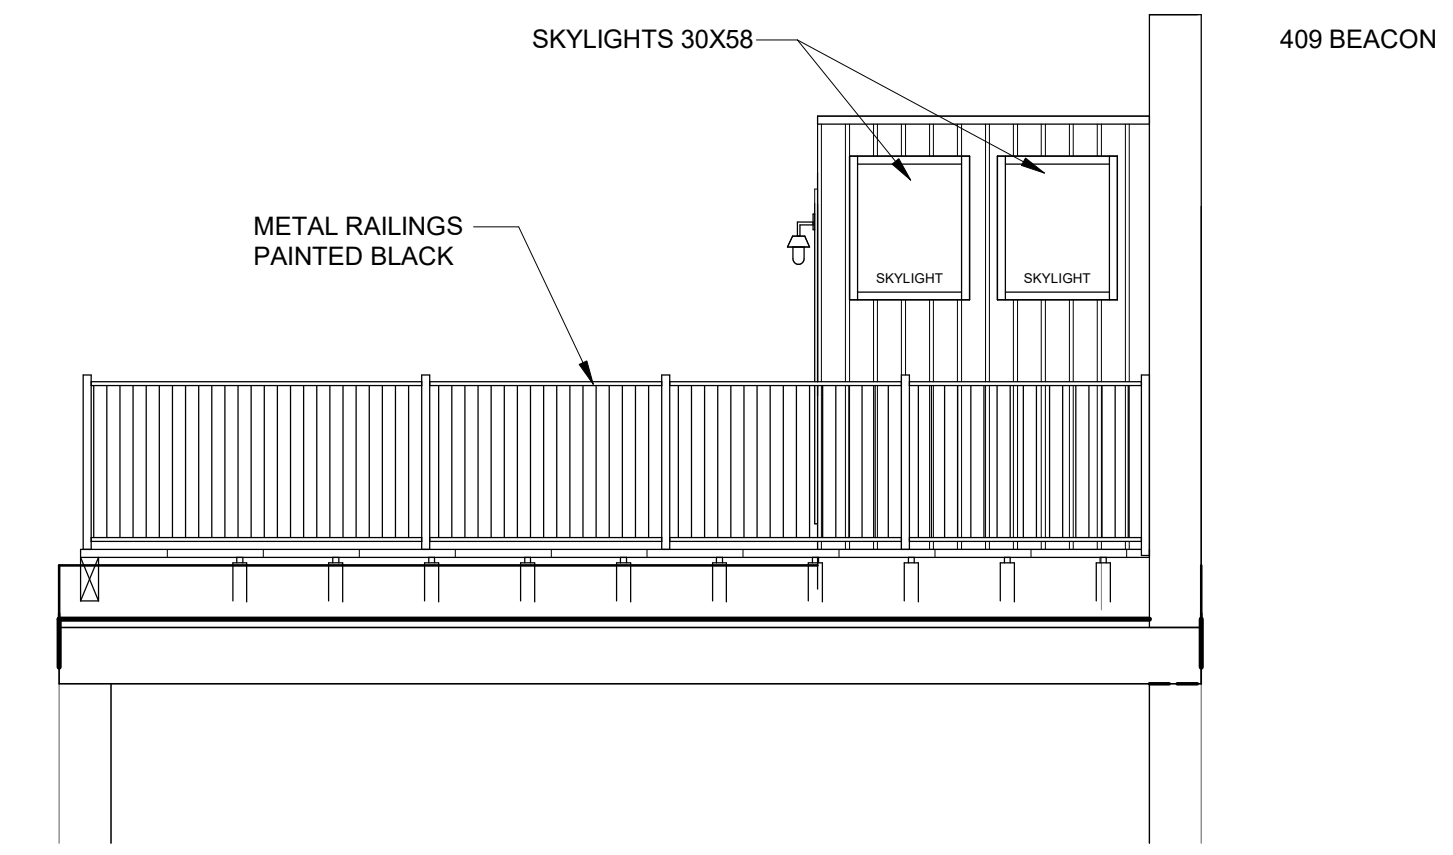 SKYLIGHTS 30X58
409 BEACON
METAL RAILINGS
PAINTED BLACK
SKYLIGHT
SKYLIGHT